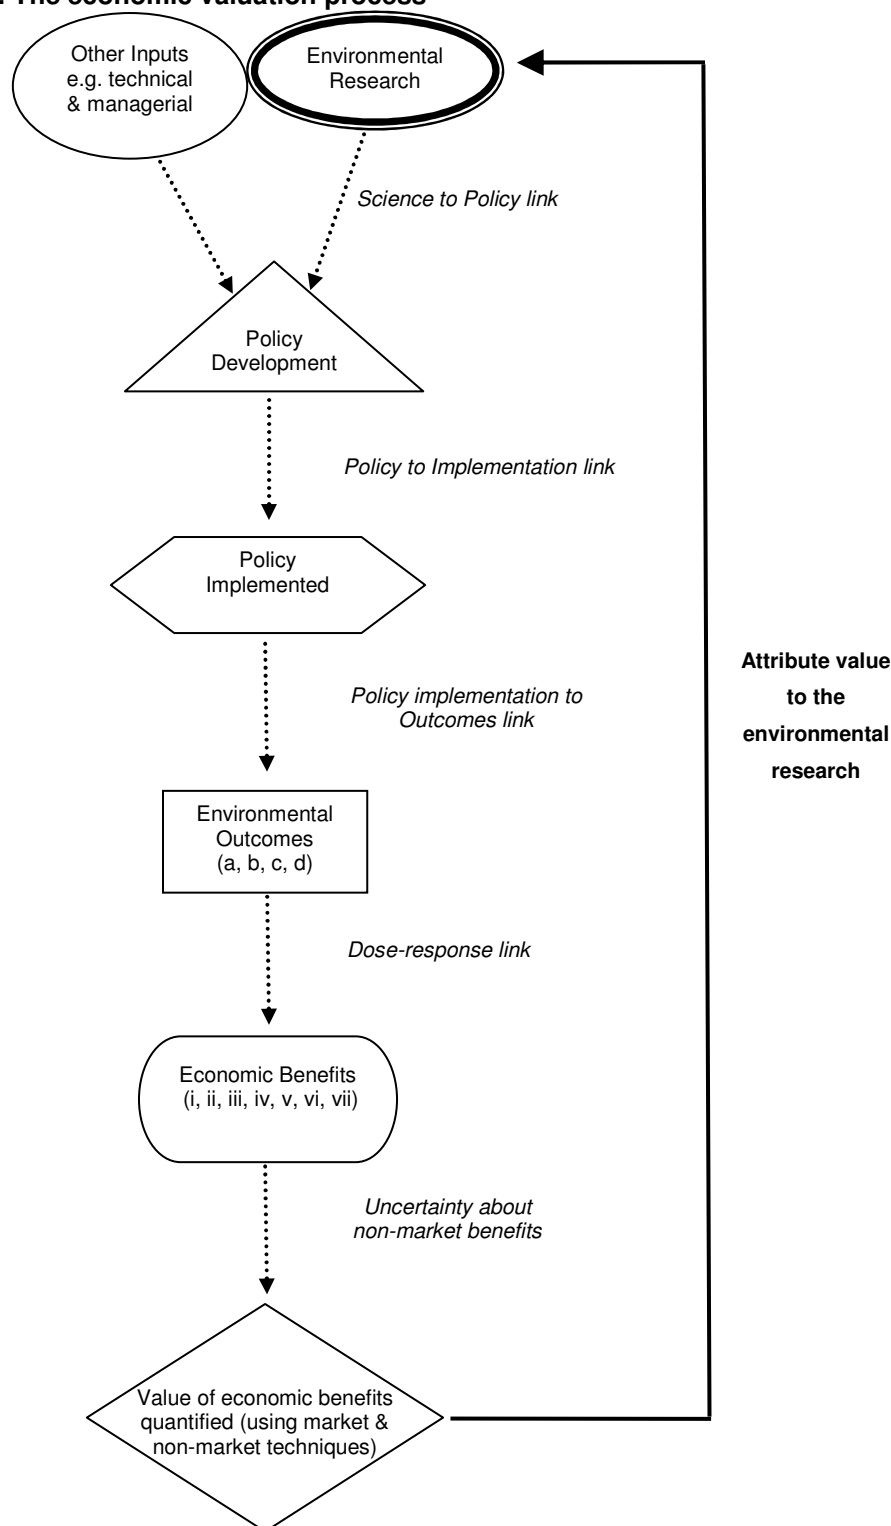 The economic valuation process
Other Inputs
e.g. technical
& managerial
Environmental
Research
Science to Policy link
Policy
Development
Policy to Implementation link
Policy
Implemented
Policy implementation to
Outcomes link
Attribute value
to the
environmental
research
Environmental
Outcomes
(a, b, c, d)
Dose-response link
Economic Benefits
(i, ii, iii, iv, v, vi, vii)
Uncertainty about
non-market benefits
Value of economic benefits
quantified (using market &
non-market techniques)